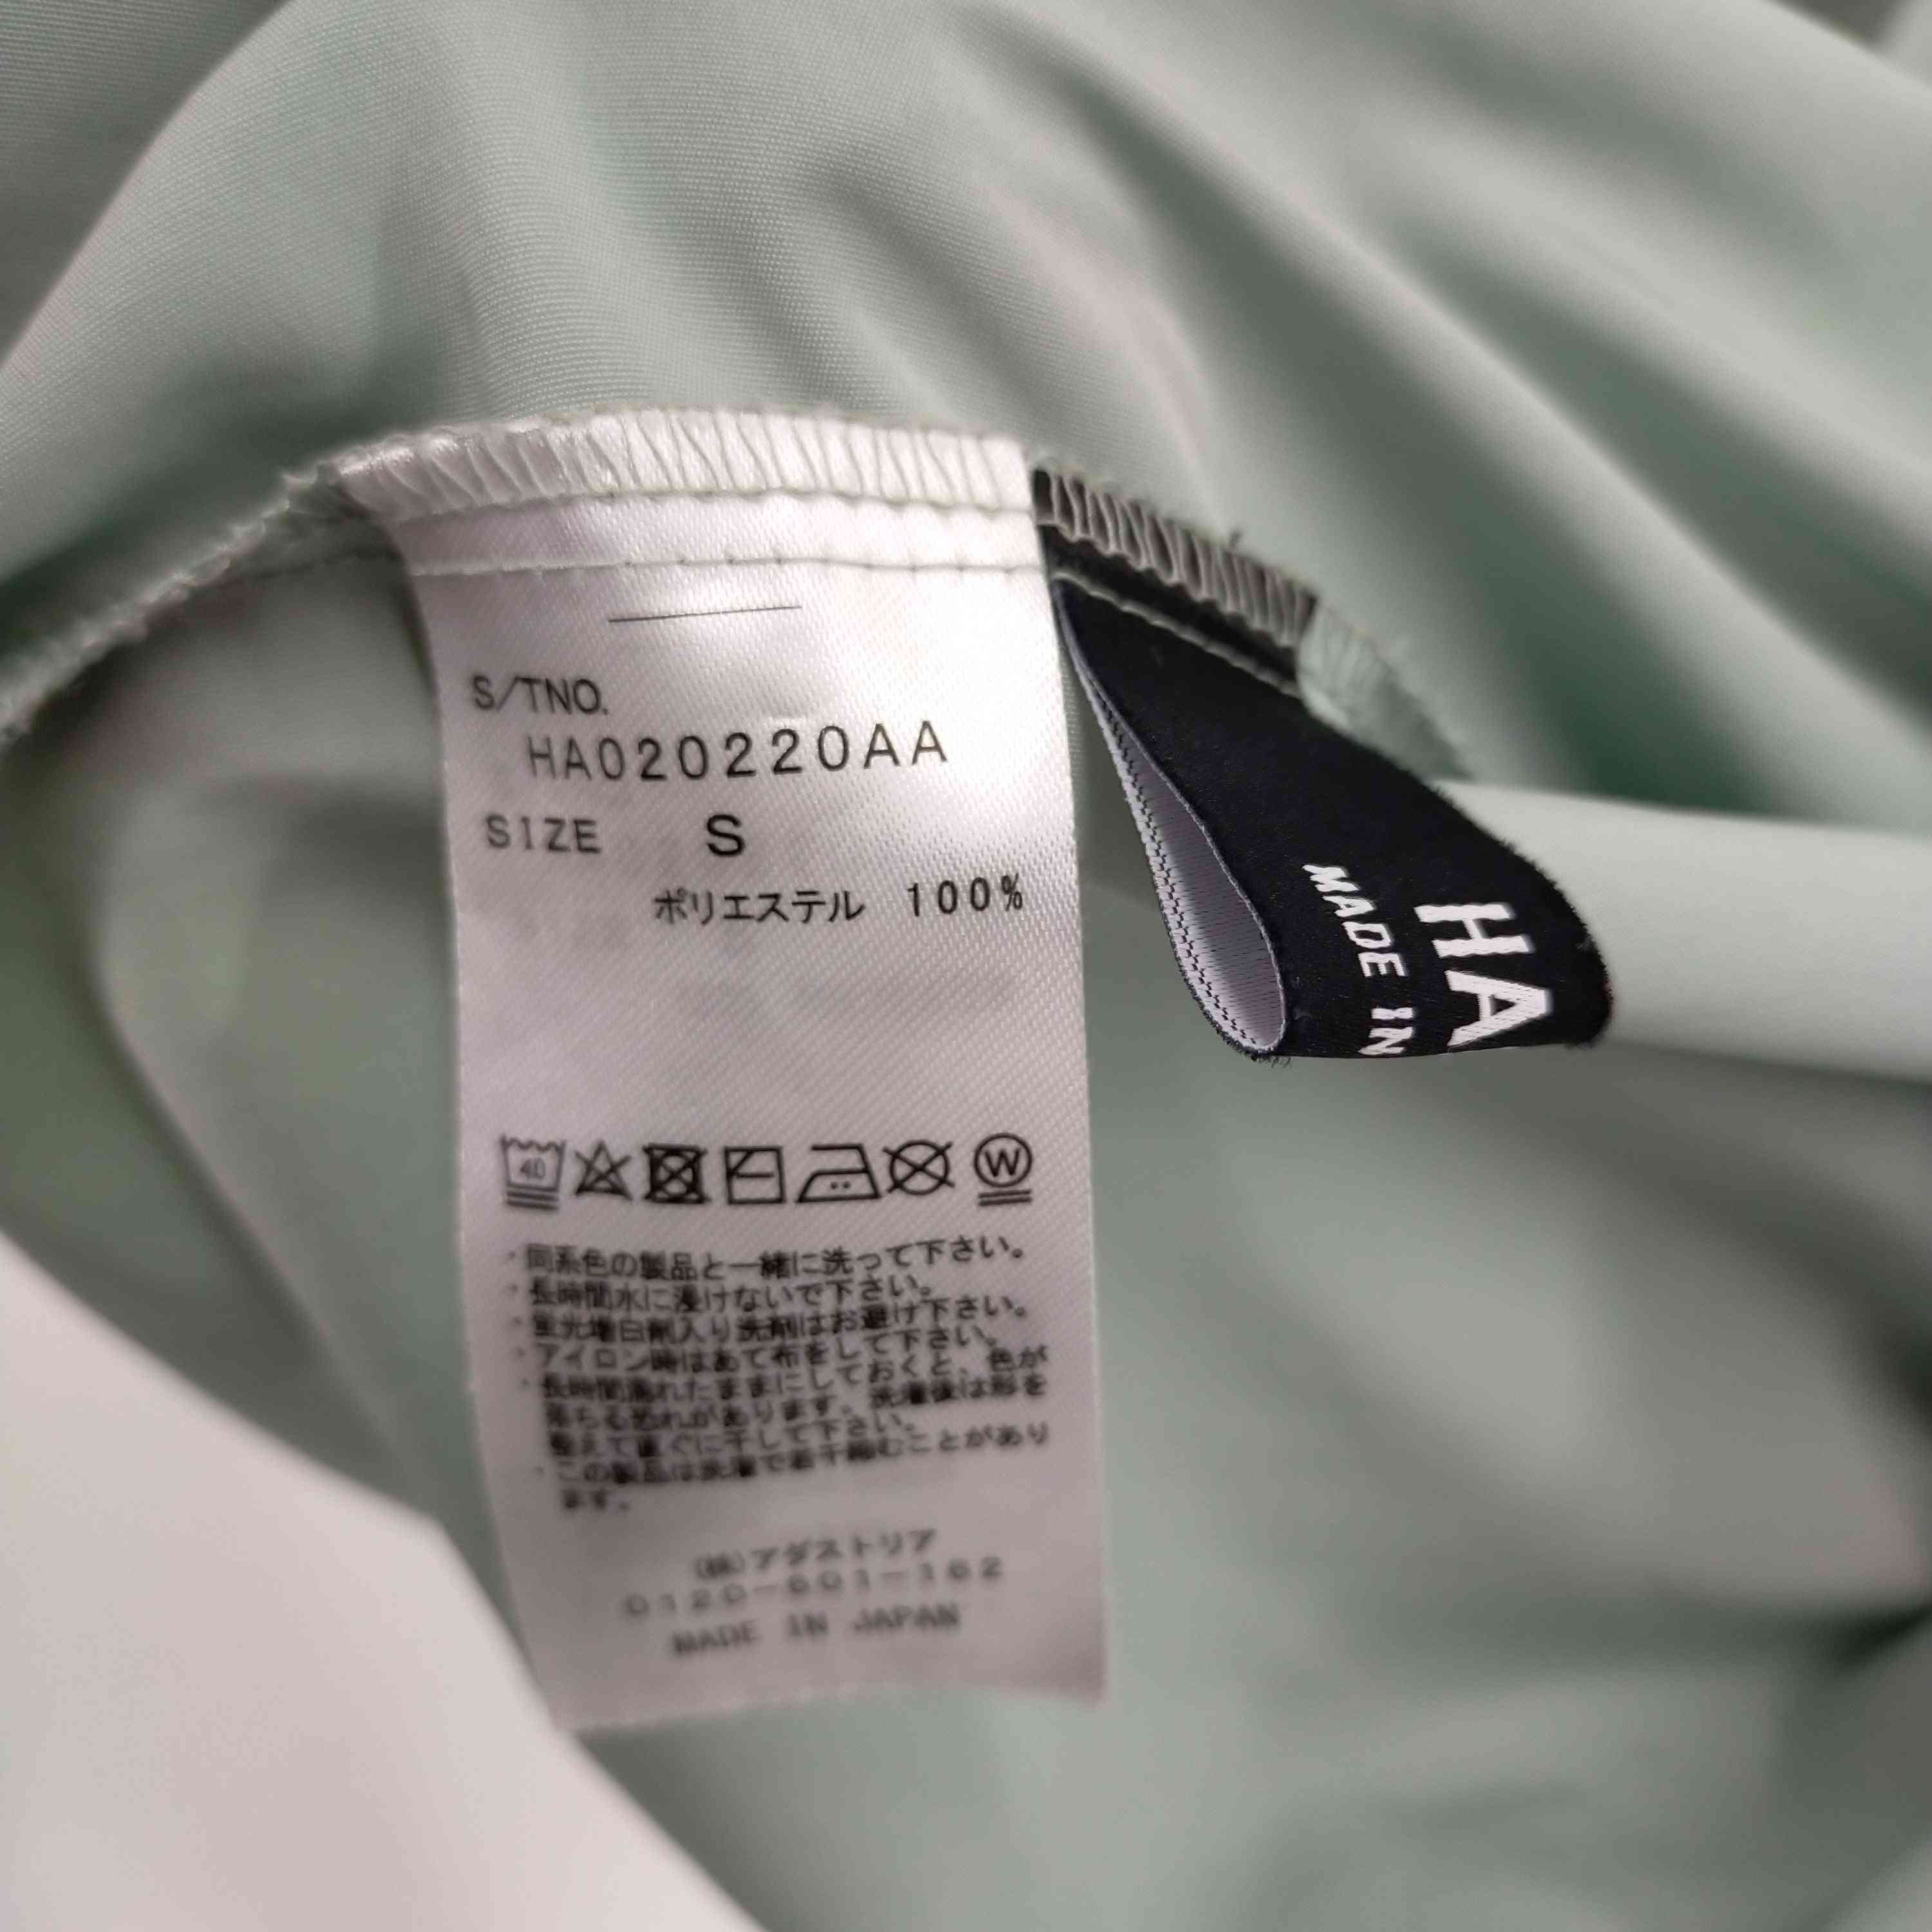 S/TNO.
HA020220AA
SIZE S
ポリエステル 100%
40
W
・同系色の製品と一緒に洗って下さい。
・長時間水に浸けないで下さい。
・蛍光増白剤入り洗剤はお避け下さい。
・アイロン時はあて布をして下さい。
・長時間濡れたままにしておくと、色が
落ちる恐れがあります。洗濯後は形を
整えて直ぐに干して下さい。
・この製品は洗濯で若干縮むことがあり
ます。
(株)アダストリア
0120-601-162
MADE IN JAPAN
HA
MADE IN